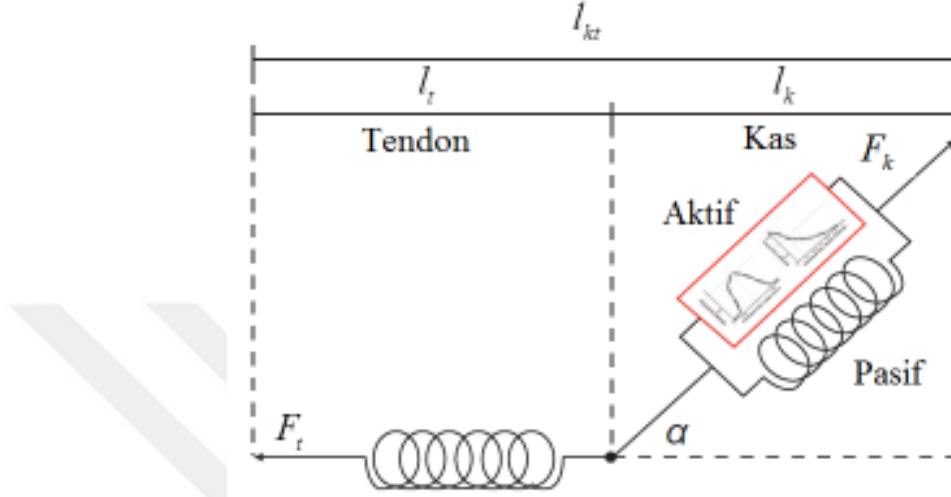 l_kt
l_t
l_k
Tendon
Kas
F_k
Aktif
Pasif
F_t
α